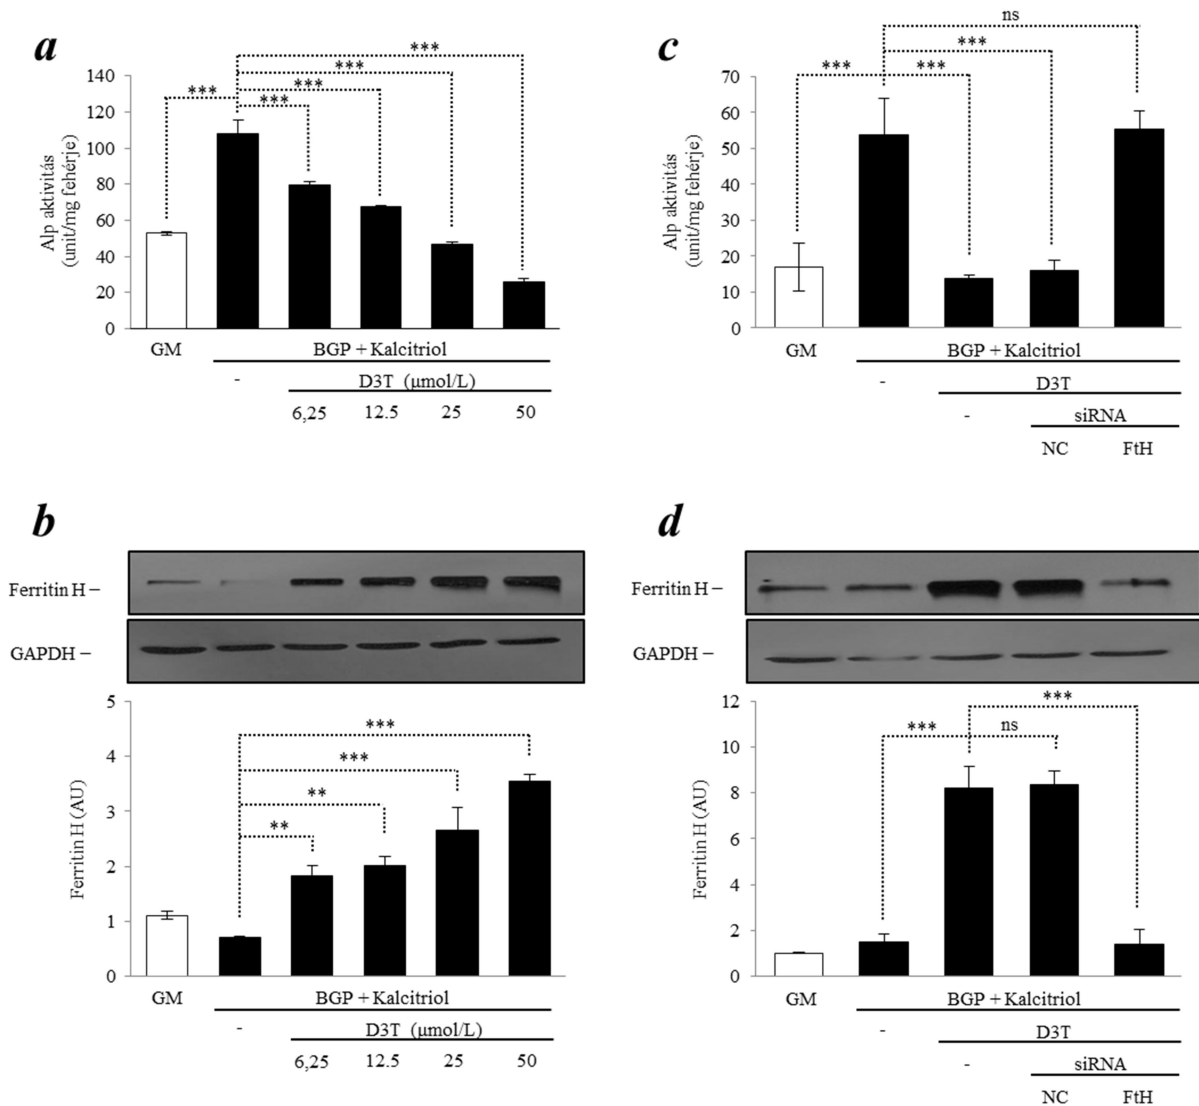 a
***
***
***
***
***
Alp aktivitás
(unit/mg fehérje)
140
120
100
80
60
40
20
0
GM
BGP + Kalcitriol
-
D3T (µmol/L)
6,25 12.5 25 50
c
ns
***
*** ***
Alp aktivitás
(unit/mg fehérje)
70
60
50
40
30
20
10
0
GM
BGP + Kalcitriol
-
D3T
-
siRNA
NC FtH
b
Ferritin H –
GAPDH –
***
***
**
**
Ferritin H (AU)
5
4
3
2
1
0
GM
BGP + Kalcitriol
-
D3T (µmol/L)
6,25 12.5 25 50
d
Ferritin H –
GAPDH –
***
*** ns
Ferritin H (AU)
12
10
8
6
4
2
0
GM
BGP + Kalcitriol
-
D3T
-
siRNA
NC FtH